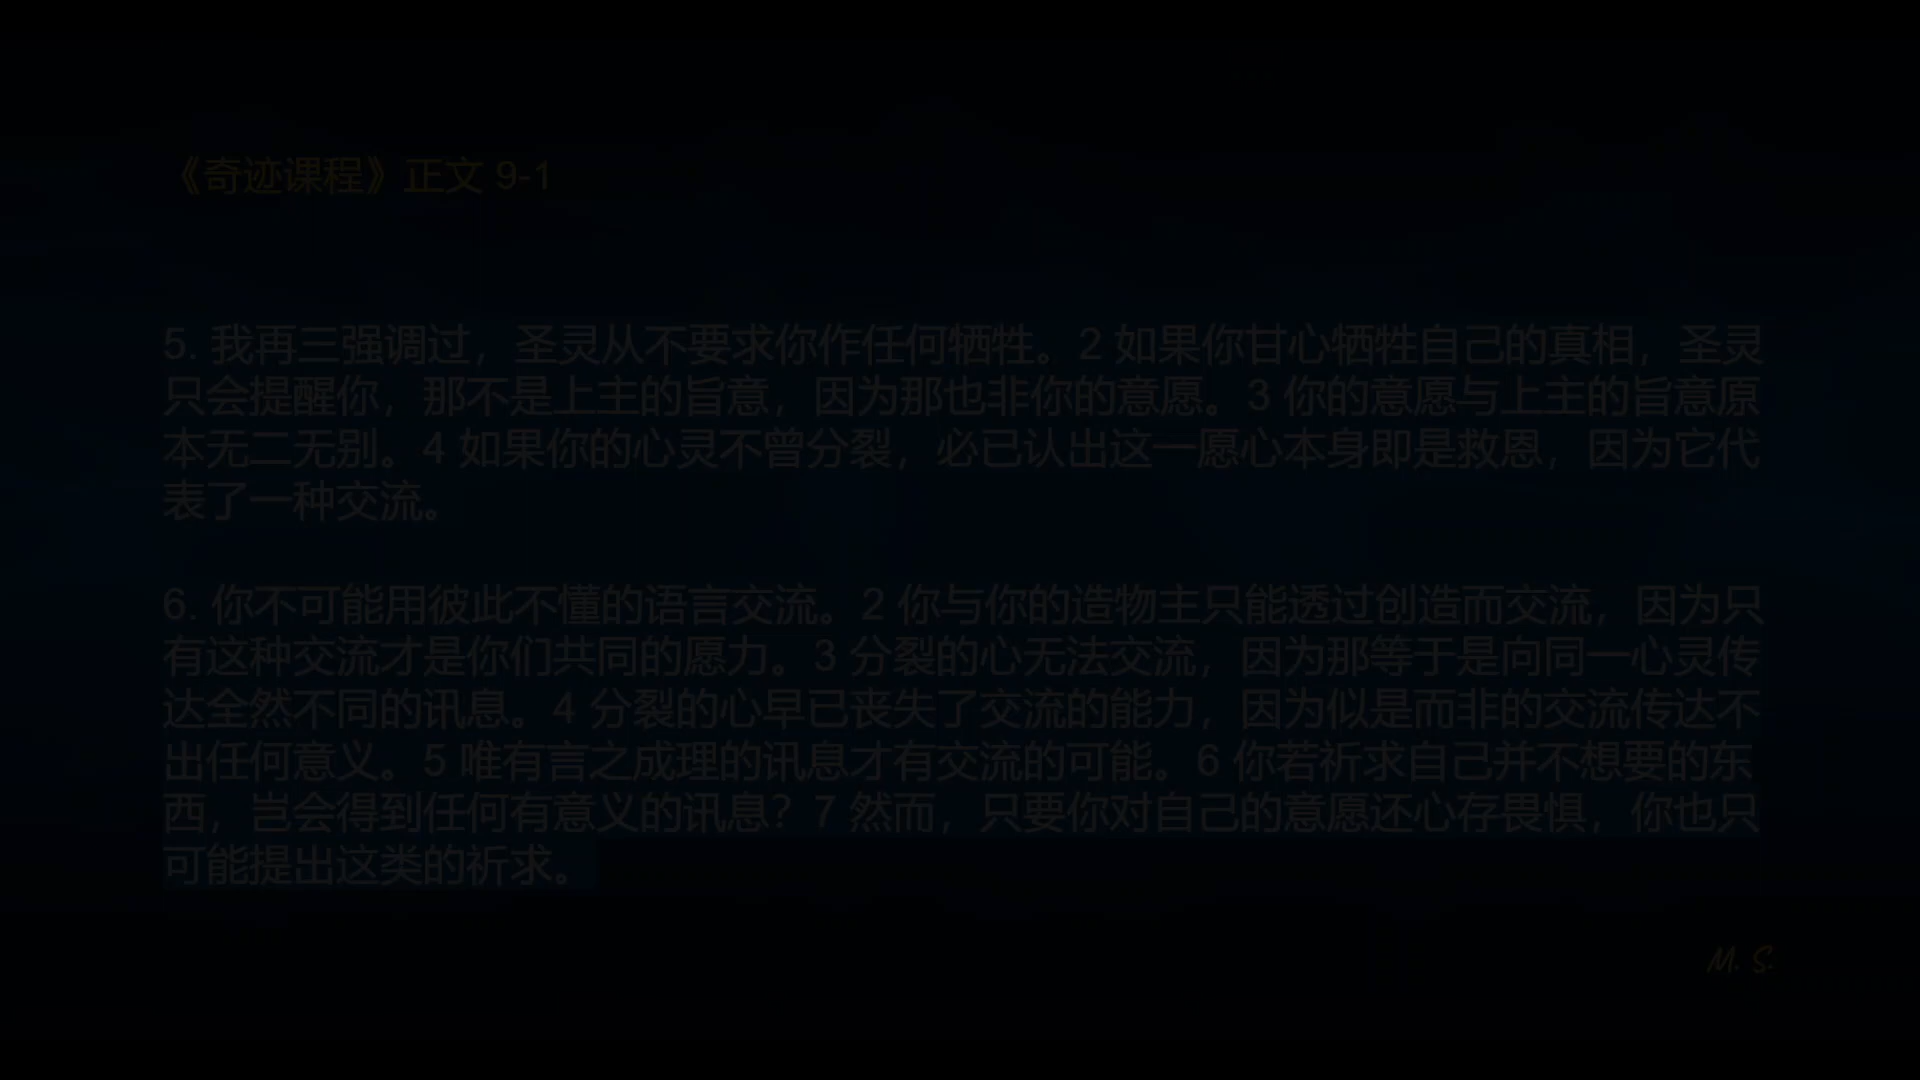 《奇迹课程》正文 9-1
5. 我再三强调过，圣灵从不要求你作任何牺牲。2 如果你甘心牺牲自己的真相，圣灵
只会提醒你，那不是上主的旨意，因为那也非你的意愿。3 你的意愿与上主的旨意原
本无二无别。4 如果你的心灵不曾分裂，必已认出这一愿心本身即是救恩，因为它代
表了一种交流。
6. 你不可能用彼此不懂的语言交流。2 你与你的造物主只能透过创造而交流，因为只
有这种交流才是你们共同的愿力。3 分裂的心无法交流，因为那等于是向同一心灵传
达全然不同的讯息。4 分裂的心早已丧失了交流的能力，因为似是而非的交流传达不
出任何意义。5 唯有言之成理的讯息才有交流的可能。6 你若祈求自己并不想要的东
西，岂会得到任何有意义的讯息？7 然而，只要你对自己的意愿还心存畏惧，你也只
可能提出这类的祈求。
M. S.